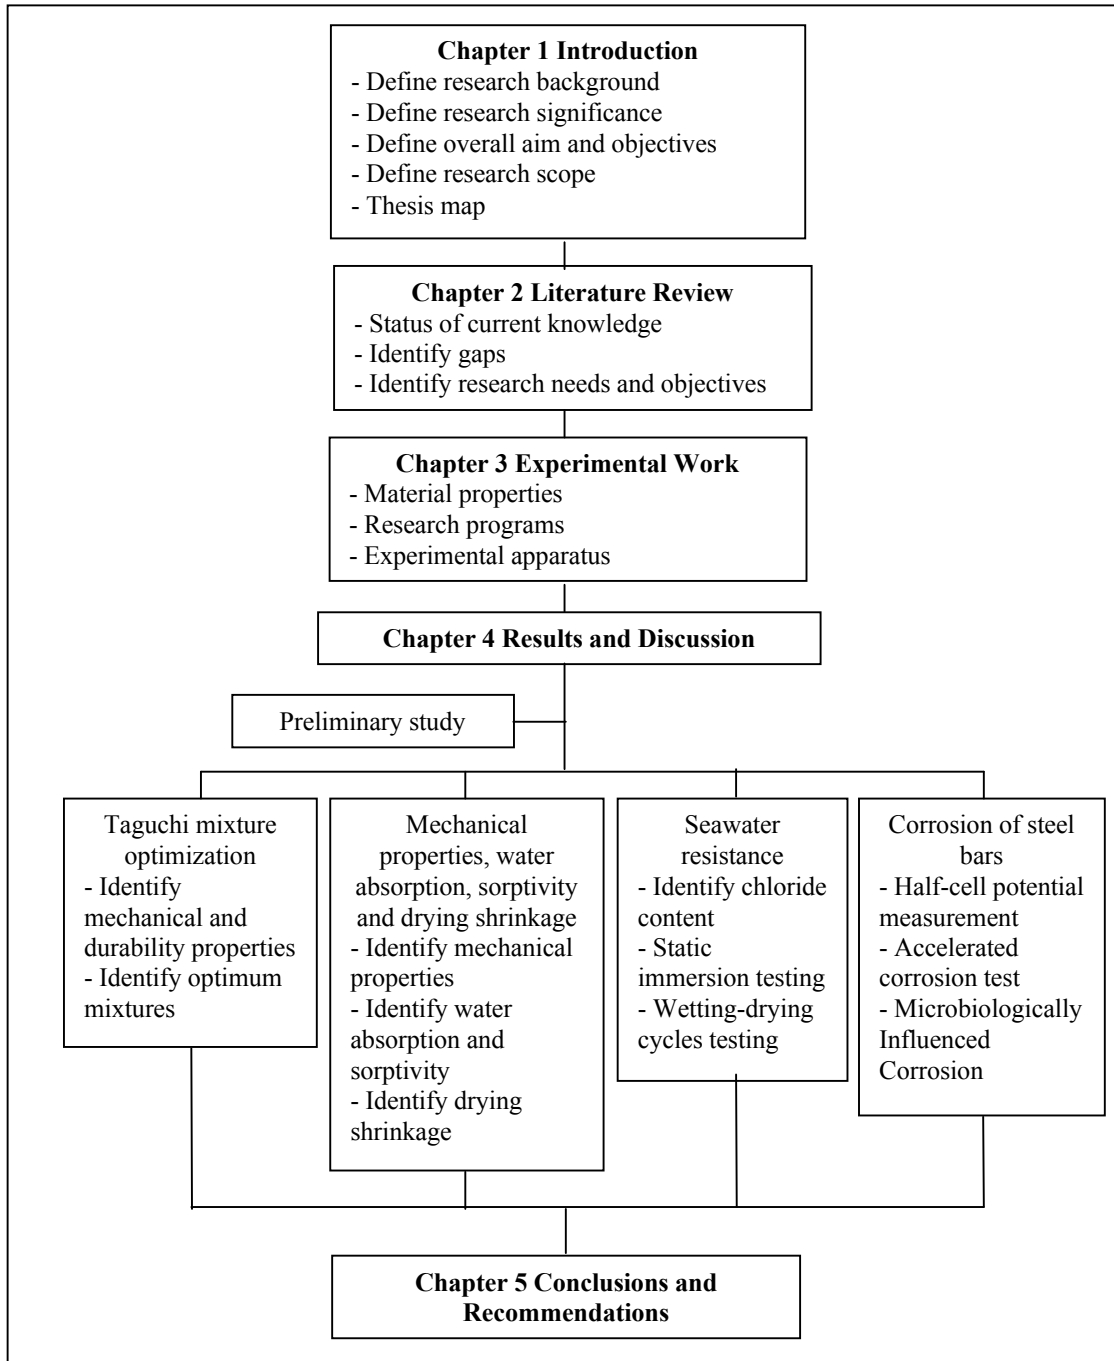 Chapter 1 Introduction
- Define research background
- Define research significance
- Define overall aim and objectives
- Define research scope
- Thesis map
Chapter 2 Literature Review
- Status of current knowledge
- Identify gaps
- Identify research needs and objectives
Chapter 3 Experimental Work
- Material properties
- Research programs
- Experimental apparatus
Chapter 4 Results and Discussion
Preliminary study
Taguchi mixture
optimization
- Identify
mechanical and
durability properties
- Identify optimum
mixtures
Mechanical
properties, water
absorption, sorptivity
and drying shrinkage
- Identify mechanical
properties
- Identify water
absorption and
sorptivity
- Identify drying
shrinkage
Seawater
resistance
- Identify chloride
content
- Static
immersion testing
- Wetting-drying
cycles testing
Corrosion of steel
bars
- Half-cell potential
measurement
- Accelerated
corrosion test
- Microbiologically
Influenced
Corrosion
Chapter 5 Conclusions and
Recommendations